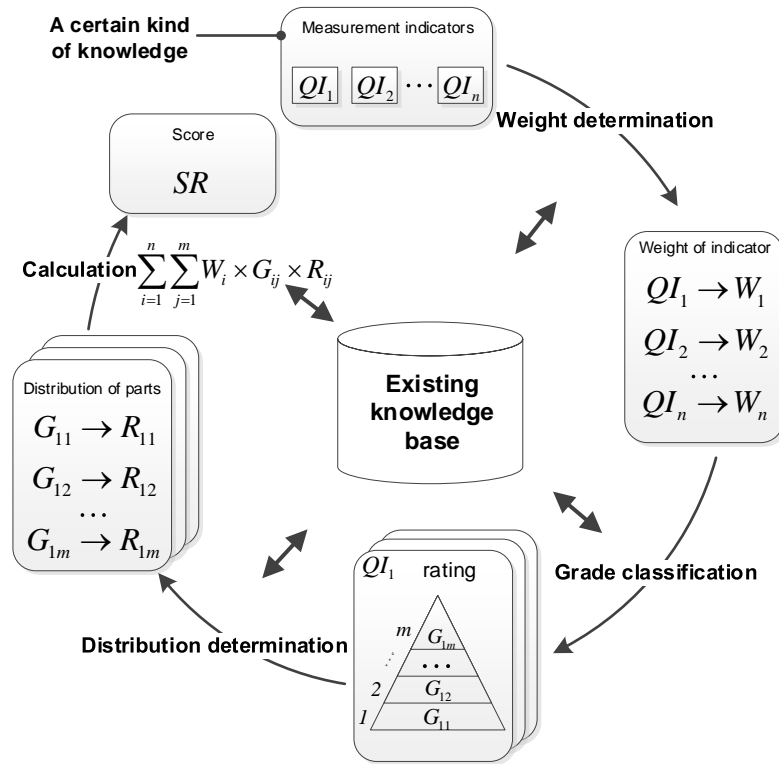 A certain kind
of knowledge
Measurement indicators
QI₁ QI₂ ⋯ QIₙ
Weight determination
Weight of indicator
QI₁ → W₁
QI₂ → W₂
⋯
QIₙ → Wₙ
Grade classification
QI₁ rating
m G₁ₘ
⋯ ⋯
2 G₁₂
1 G₁₁
Distribution determination
Distribution of parts
G₁₁ → R₁₁
G₁₂ → R₁₂
⋯
G₁ₘ → R₁ₘ
Calculation ∑ᵢ₌₁ⁿ ∑ⱼ₌₁ᵐ Wᵢ × Gᵢⱼ × Rᵢⱼ
Score
SR
Existing
knowledge
base